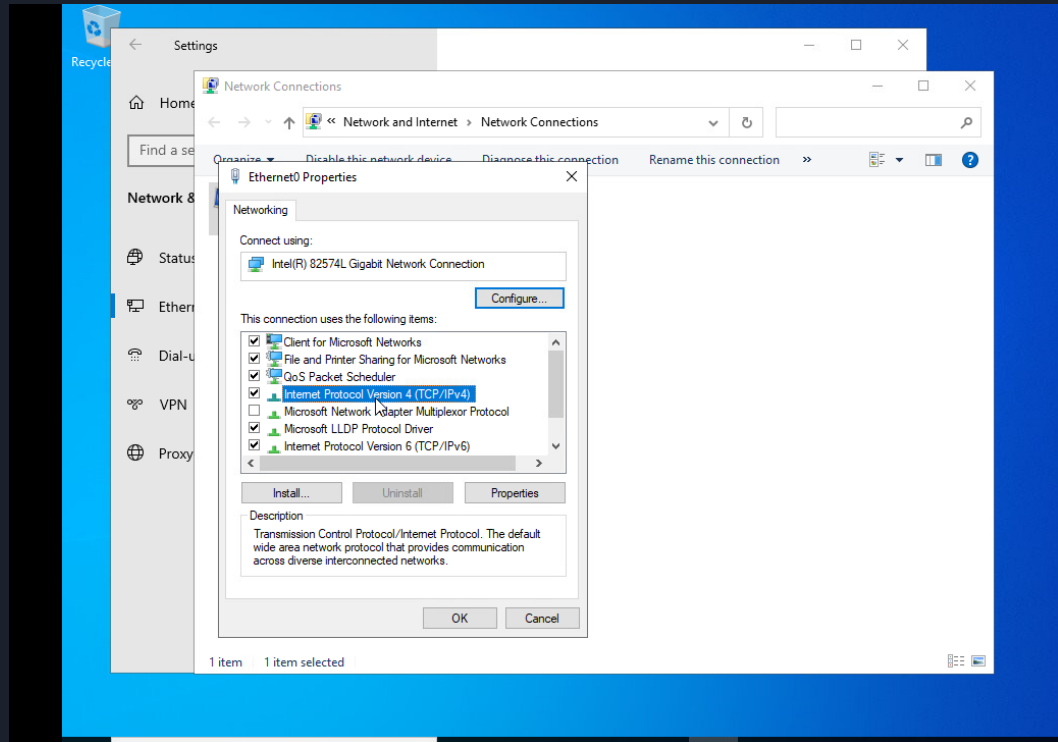 Recycle
Settings
Network Connections
Home
« Network and Internet › Network Connections
Find a se
Organize Disable this network device Diagnose this connection Rename this connection »
Ethernet0 Properties
Network &
Networking
Connect using:
Status
Intel(R) 82574L Gigabit Network Connection
Configure...
Ethern
This connection uses the following items:
Client for Microsoft Networks
Dial-u
File and Printer Sharing for Microsoft Networks
QoS Packet Scheduler
Internet Protocol Version 4 (TCP/IPv4)
VPN
Microsoft Network Adapter Multiplexor Protocol
Microsoft LLDP Protocol Driver
Internet Protocol Version 6 (TCP/IPv6)
Proxy
Install... Uninstall Properties
Description
Transmission Control Protocol/Internet Protocol. The default
wide area network protocol that provides communication
across diverse interconnected networks.
OK Cancel
1 item 1 item selected